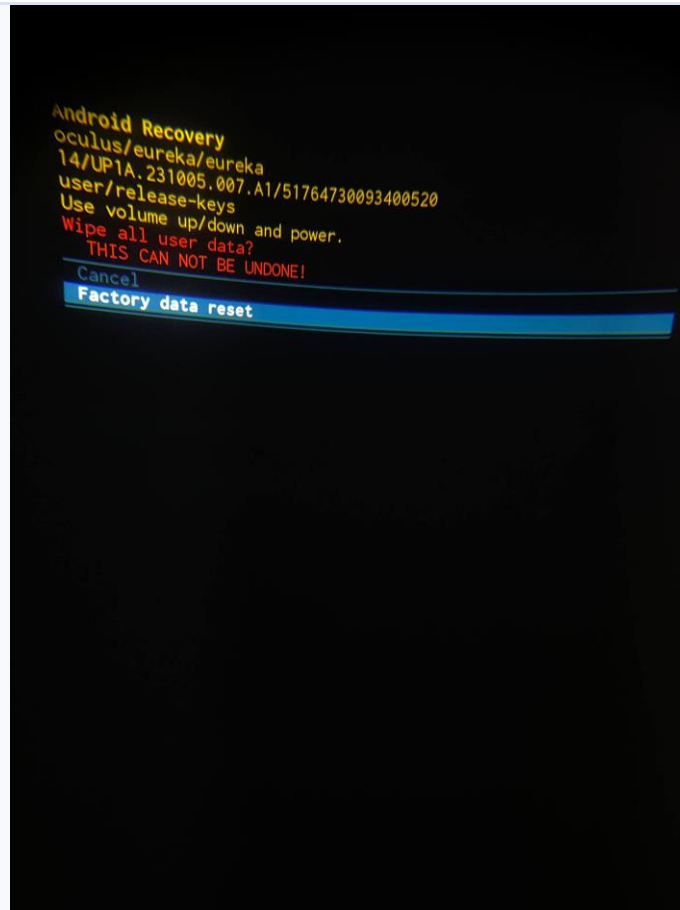 Android Recovery
oculus/eureka/eureka
14/UP1A.231005.007.A1/51764730093400520
user/release-keys
Use volume up/down and power.
Wipe all user data?
THIS CAN NOT BE UNDONE!
Cancel
Factory data reset